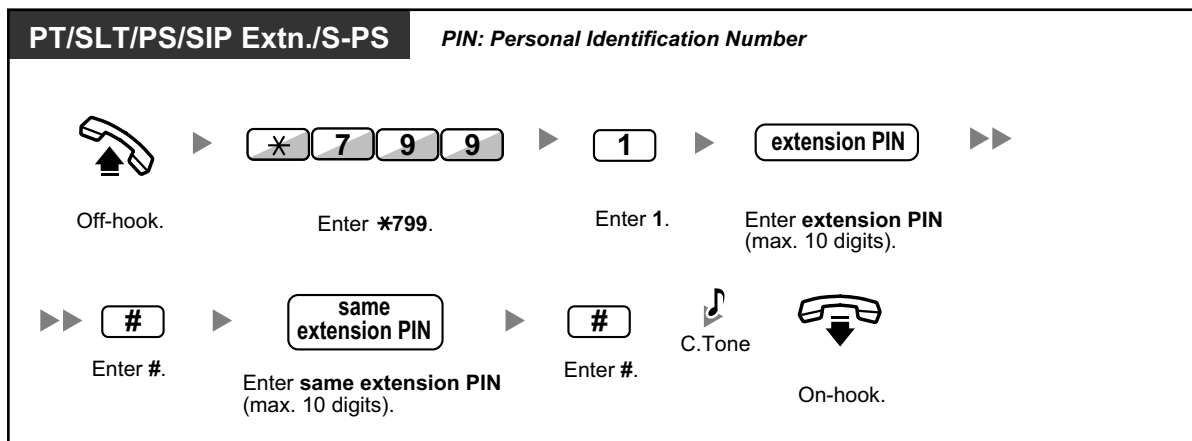 PT/SLT/PS/SIP Extn./S-PS
PIN: Personal Identification Number
* 7 9 9
1
extension PIN
Off-hook.
Enter *799.
Enter 1.
Enter extension PIN
(max. 10 digits).
#
same
extension PIN
#
C.Tone
Enter #.
Enter same extension PIN
(max. 10 digits).
Enter #.
On-hook.